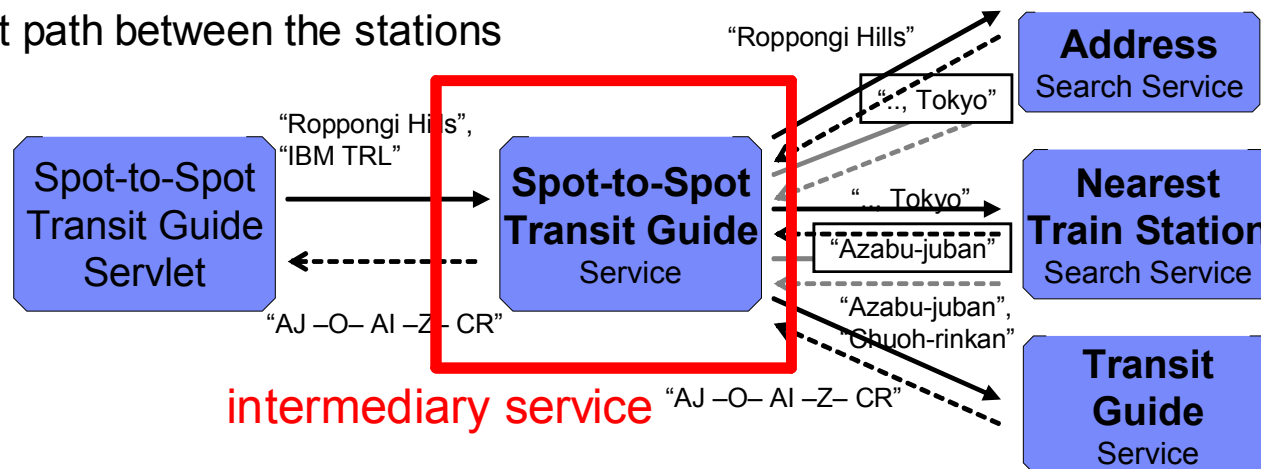 t path between the stations
"Roppongi Hills"
Address
Search Service
".., Tokyo"
"Roppongi Hills",
"IBM TRL"
Spot-to-Spot
Transit Guide
Servlet
Spot-to-Spot
Transit Guide
Service
".., Tokyo"
Nearest
Train Station
Search Service
"Azabu-juban"
"AJ –O– AI –Z– CR"
"Azabu-juban",
"Chuoh-rinkan"
intermediary service
"AJ –O– AI –Z– CR"
Transit
Guide
Service